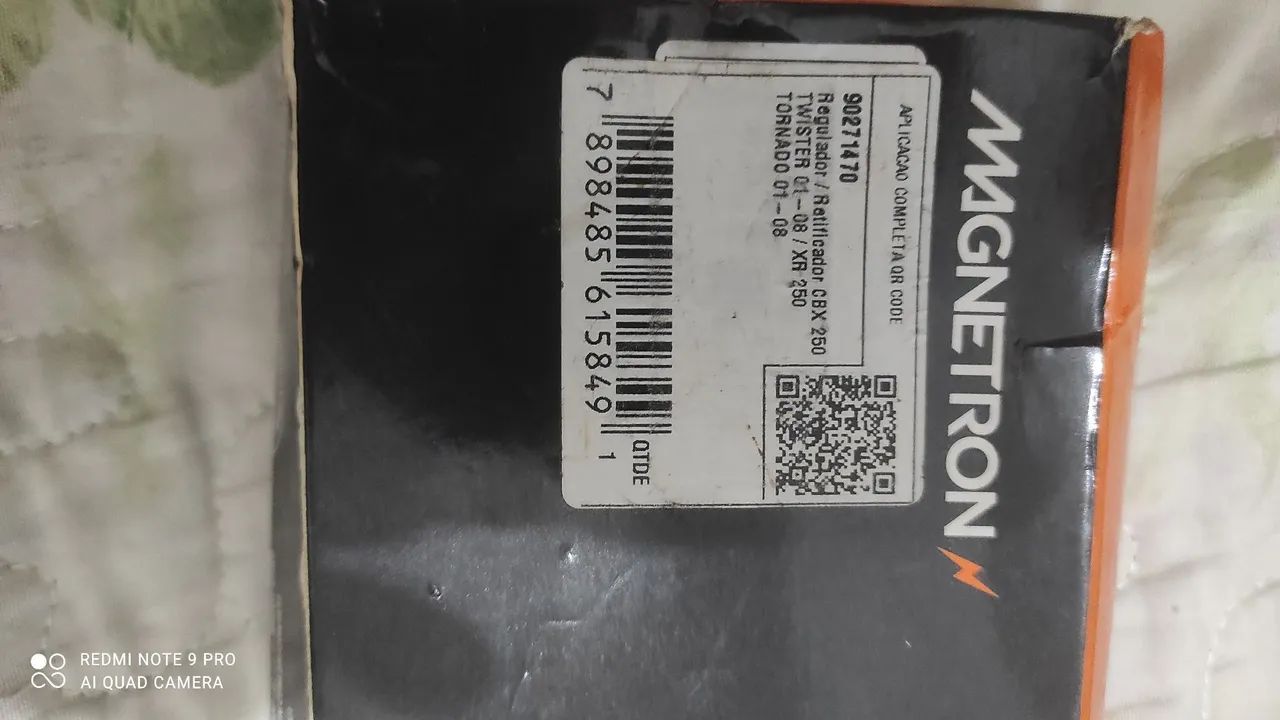 MAGNETRON
APLICACAO COMPLETA QR CODE
90271470
Regulador / Retificador CBX 250
TWISTER 01-08 / XR 250
TORNADO 01-08
QTDE 1
7 898485 615849
REDMI NOTE 9 PRO
AI QUAD CAMERA